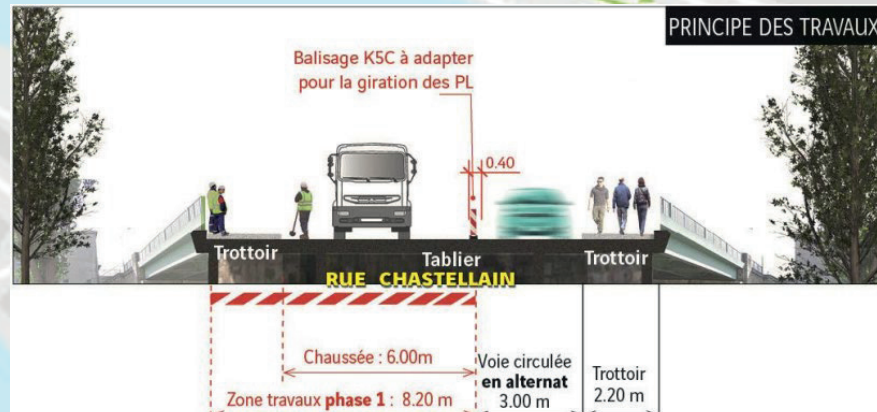 PRINCIPE DES TRAVAUX
Balisage K5C à adapter
pour la giration des PL
0.40
Trottoir
Tablier
Trottoir
RUE CHASTELLAIN
Chaussée : 6.00m
Voie circulée
en alternat
3.00 m
Trottoir
2.20 m
Zone travaux phase 1 : 8.20 m